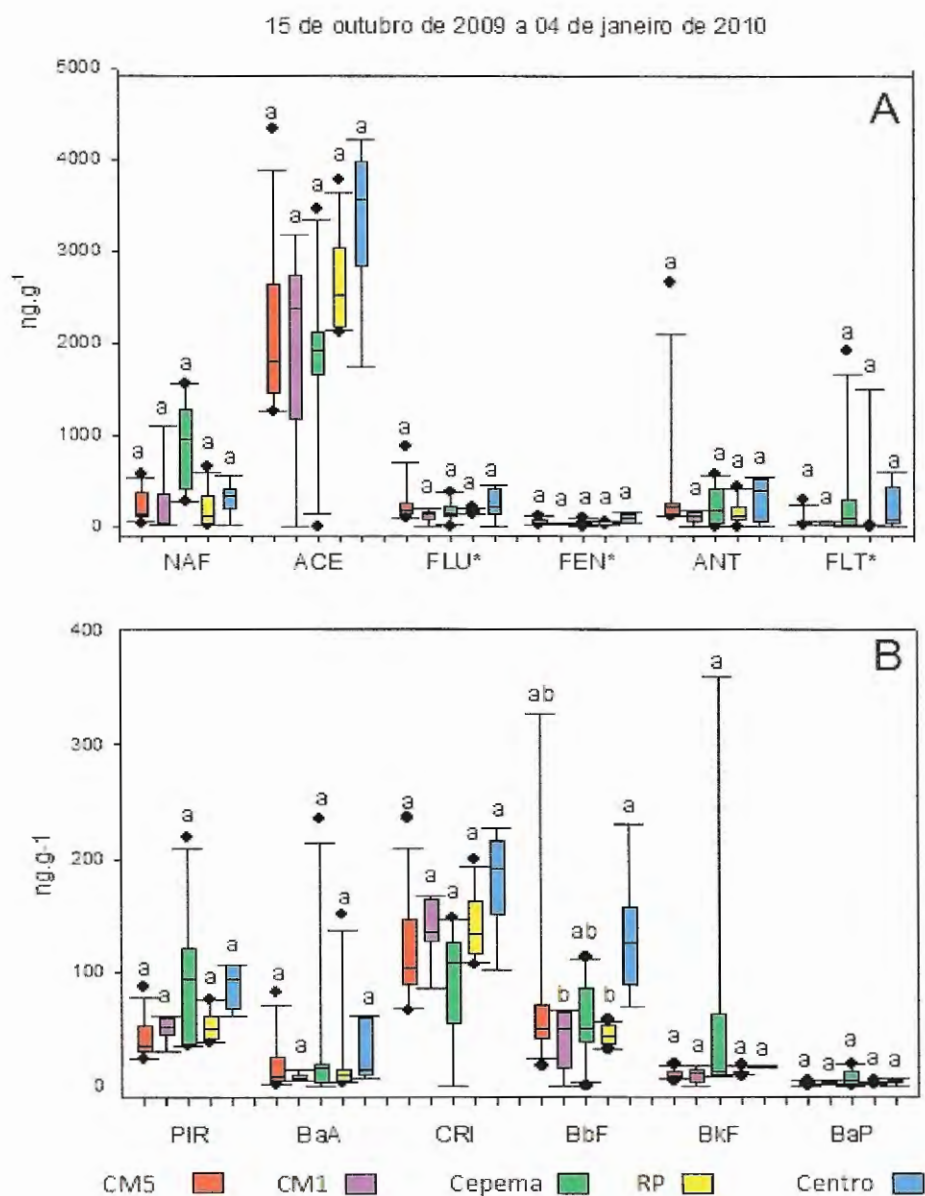 15 de outubro de 2009 a 04 de janeiro de 2010
A
ng.g-1
5000
4000
3000
2000
1000
0
a a a a a
a a a a a
a a a a a
a a a a a
a a a a a
a a a a a
NAF ACE FLU* FEN* ANT FLT*
B
ng.g-1
400
300
200
100
0
a a a a a
a a a a a
a a a a a
ab b ab b a
a a a a a
a a a a a
PIR BaA CRI BbF BkF BaP
CM5 CM1 Cepema RP Centro